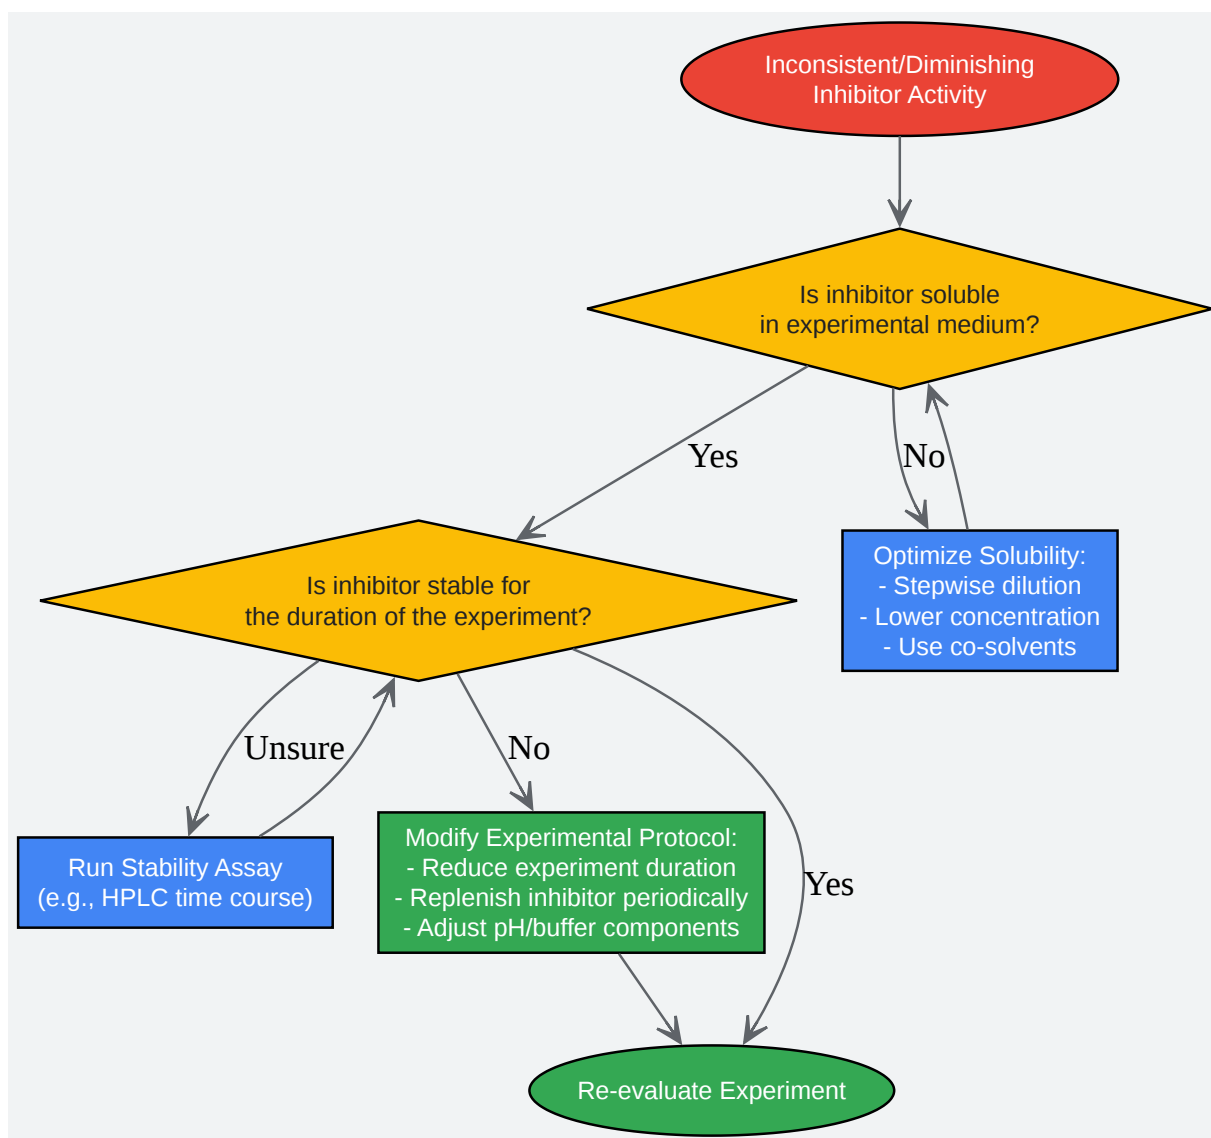 Inconsistent/Diminishing
Inhibitor Activity
Is inhibitor soluble
in experimental medium?
Yes
No
Optimize Solubility:
- Stepwise dilution
- Lower concentration
- Use co-solvents
Is inhibitor stable for
the duration of the experiment?
Unsure
No
Yes
Run Stability Assay
(e.g., HPLC time course)
Modify Experimental Protocol:
- Reduce experiment duration
- Replenish inhibitor periodically
- Adjust pH/buffer components
Re-evaluate Experiment